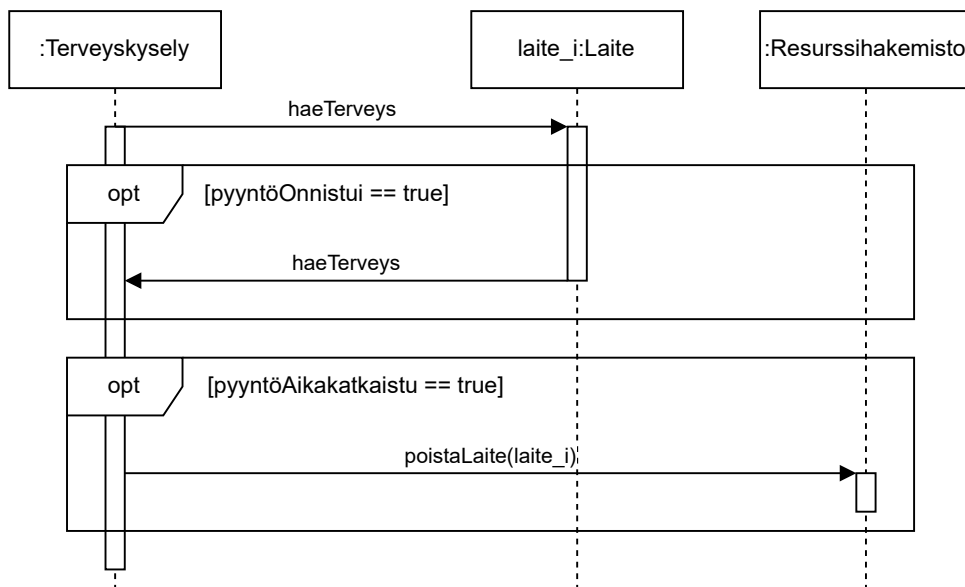 :Terveyskysely
laite_i:Laite
:Resurssihakemisto
haeTerveys
opt
[pyyntöOnnistui == true]
haeTerveys
opt
[pyyntöAikakatkaistu == true]
poistaLaite(laite_i)